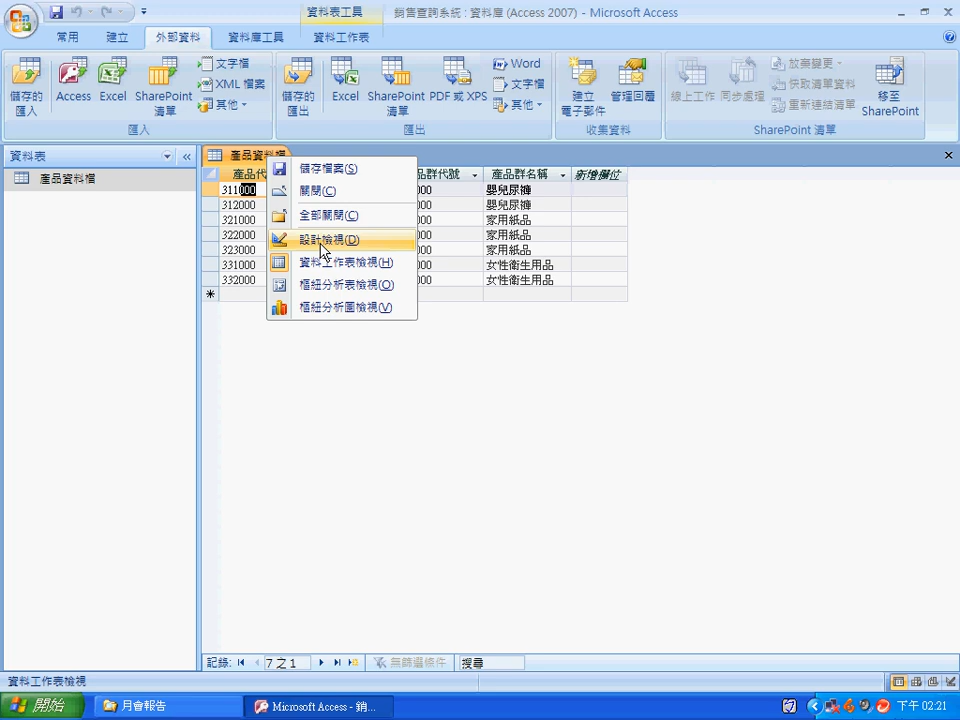 資料表工具 銷售查詢系統 : 資料庫 (Access 2007) - Microsoft Access
常用 建立 外部資料 資料庫工具 資料工作表
儲存的匯入 Access Excel SharePoint 清單 文字檔 XML 檔案 其他
匯入
儲存的匯出 Excel SharePoint 清單 PDF 或 XPS Word 文字檔 其他
匯出
建立電子郵件 管理回覆
收集資料
線上工作 同步處理 放棄變更 快取清單資料 重新連結清單 移至 SharePoint
SharePoint 清單
資料表 «
產品資料檔
產品資料檔
產品代 品群代號 產品群名稱 新增欄位
311000 000 嬰兒尿褲
312000 000 嬰兒尿褲
321000 000 家用紙品
322000 000 家用紙品
323000 000 家用紙品
331000 000 女性衛生用品
332000 000 女性衛生用品
儲存檔案(S)
關閉(C)
全部關閉(C)
設計檢視(D)
資料工作表檢視(H)
樞紐分析表檢視(O)
樞紐分析圖檢視(V)
記錄: 7 之 1 無篩選條件 搜尋
資料工作表檢視
開始 月會報告 Microsoft Access - 銷... 下午 02:21